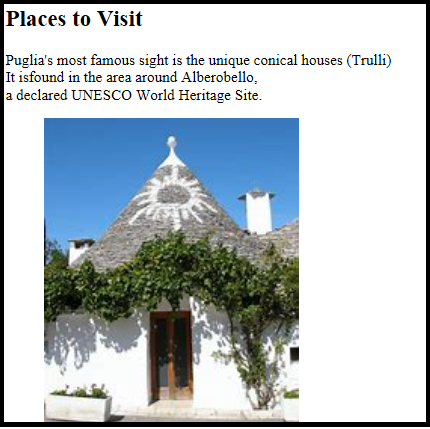 Places to Visit
Puglia's most famous sight is the unique conical houses (Trulli)
It isfound in the area around Alberobello,
a declared UNESCO World Heritage Site.